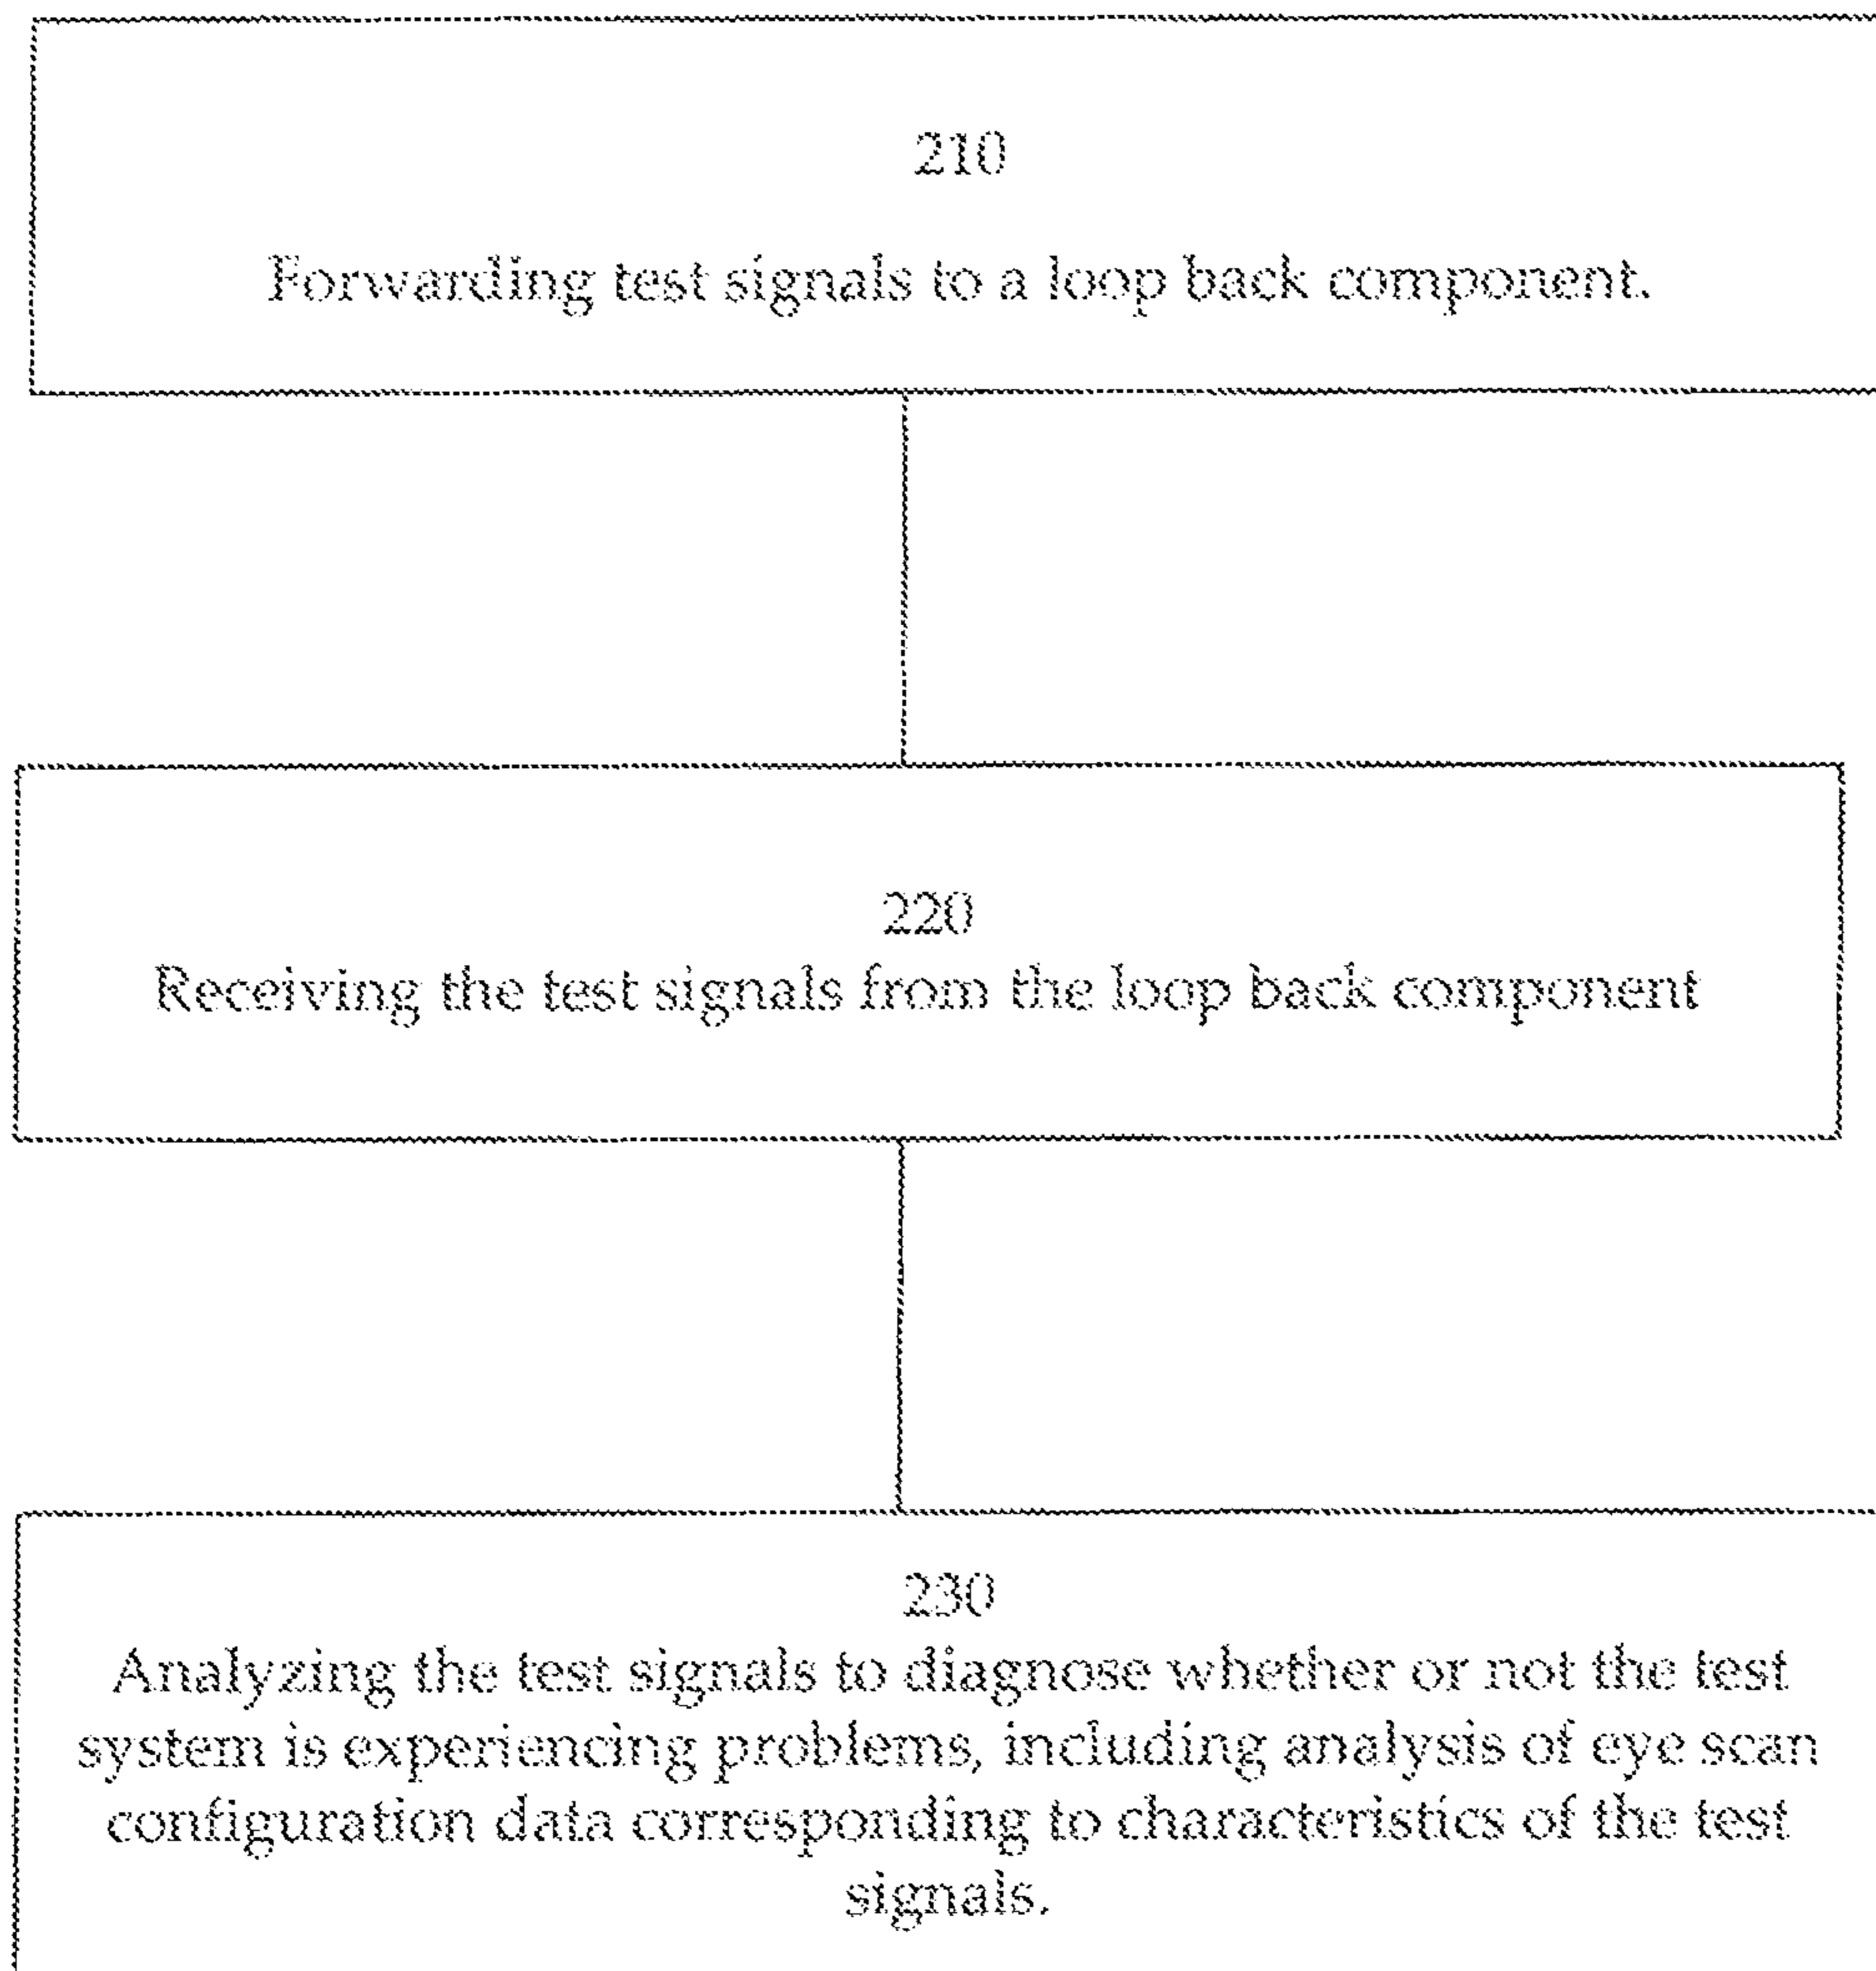 210
Forwarding test signals to a loop back component.
220
Receiving the test signals from the loop back component
230
Analyzing the test signals to diagnose whether or not the test
system is experiencing problems, including analysis of eye scan
configuration data corresponding to characteristics of the test
signals.